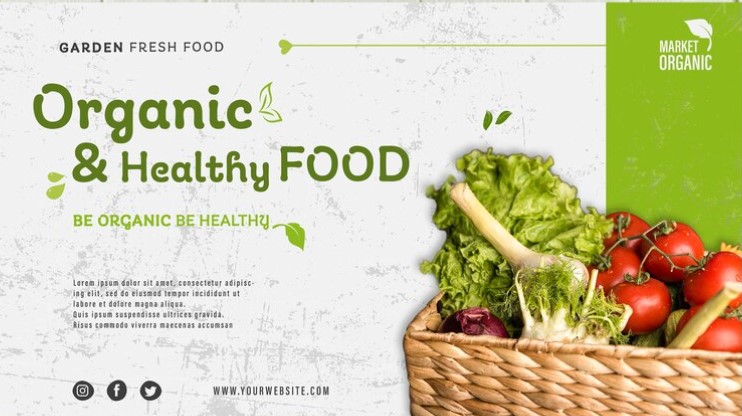 GARDEN FRESH FOOD
MARKET
ORGANIC
Organic
& Healthy FOOD
BE ORGANIC BE HEALTHY
Lorem ipsum dolor sit amet, consectetur adipisc-
ing elit, sed do eiusmod tempor incididunt ut
labore et dolore magna aliqua.
Quis ipsum suspendisse ultrices gravida.
Risus commodo viverra maecenas accumsan
WWW.YOURWEBSITE.COM